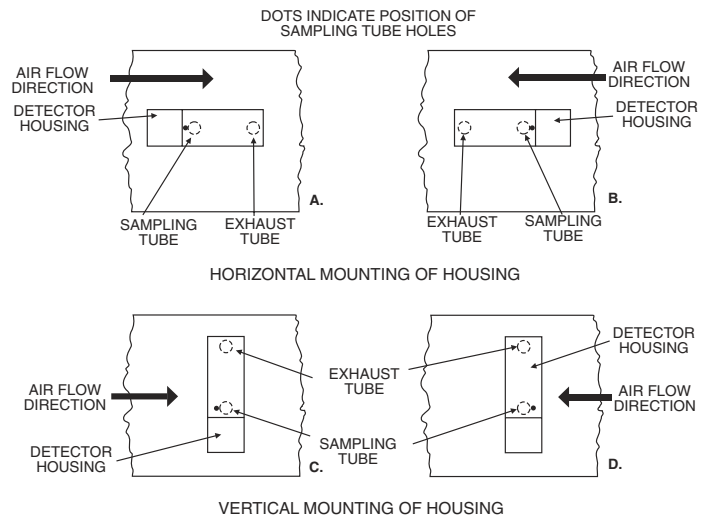 DOTS INDICATE POSITION OF
SAMPLING TUBE HOLES
AIR FLOW
DIRECTION
DETECTOR
HOUSING
SAMPLING
TUBE
EXHAUST
TUBE
A.
AIR FLOW
DIRECTION
DETECTOR
HOUSING
EXHAUST
TUBE
SAMPLING
TUBE
B.
HORIZONTAL MOUNTING OF HOUSING
AIR FLOW
DIRECTION
DETECTOR
HOUSING
C.
EXHAUST
TUBE
SAMPLING
TUBE
DETECTOR
HOUSING
AIR FLOW
DIRECTION
D.
VERTICAL MOUNTING OF HOUSING